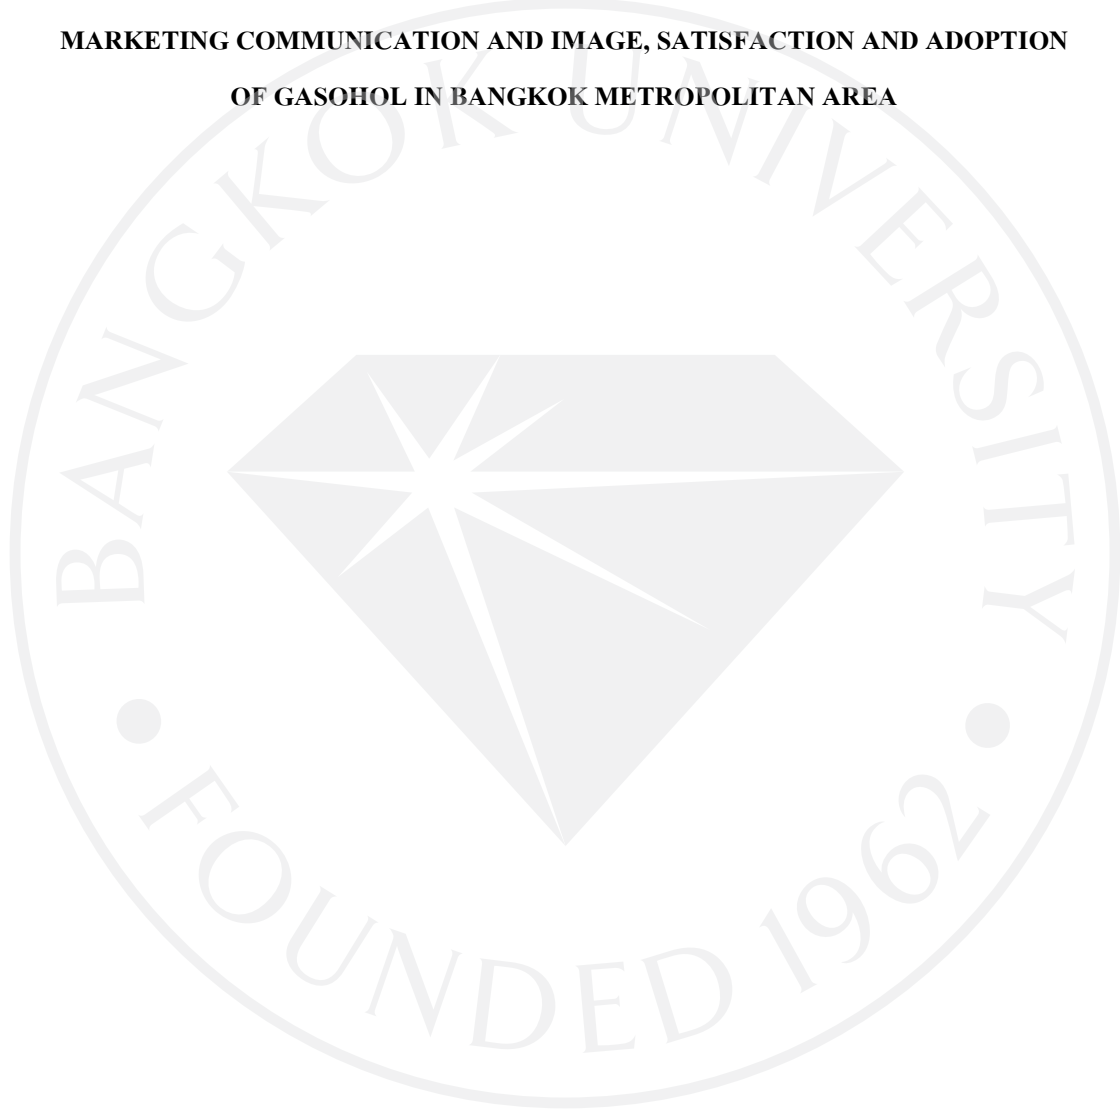 MARKETING COMMUNICATION AND IMAGE, SATISFACTION AND ADOPTION
OF GASOHOL IN BANGKOK METROPOLITAN AREA
BANGKOK UNIVERSITY
• FOUNDED 1962 •